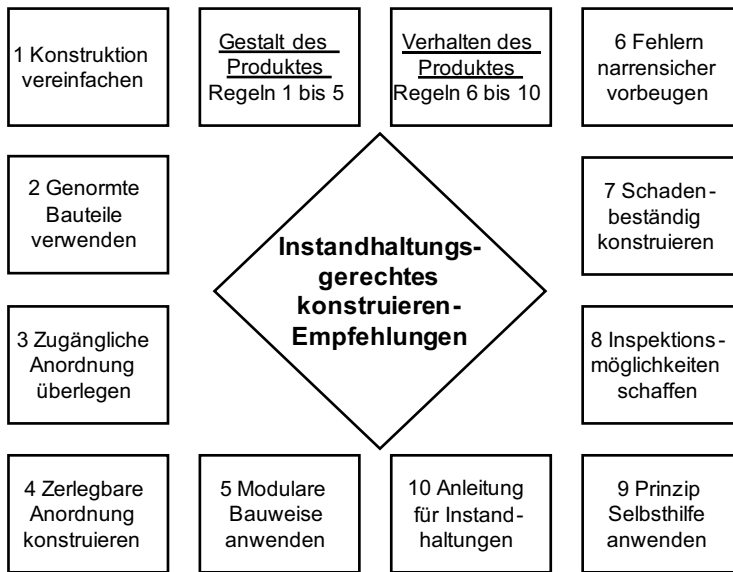 1 Konstruktion
vereinfachen
Gestalt des
Produktes
Regeln 1 bis 5
Verhalten des
Produktes
Regeln 6 bis 10
6 Fehlern
narrensicher
vorbeugen
2 Genormte
Bauteile
verwenden
Instandhaltungs-
gerechtes
konstruieren-
Empfehlungen
7 Schaden-
beständig
konstruieren
3 Zugängliche
Anordnung
überlegen
8 Inspektions-
möglichkeiten
schaffen
4 Zerlegbare
Anordnung
konstruieren
5 Modulare
Bauweise
anwenden
10 Anleitung
für Instand-
haltungen
9 Prinzip
Selbsthilfe
anwenden